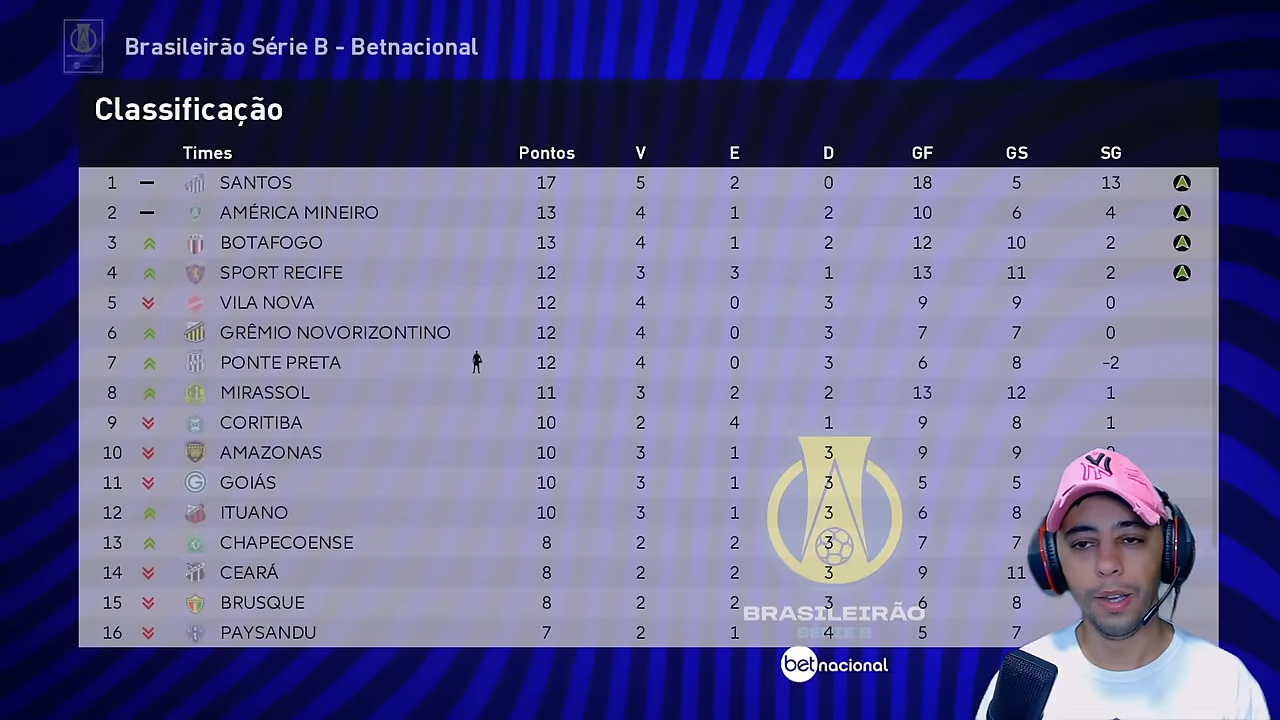 Brasileirão Série B - Betnacional
Classificação
Times Pontos V E D GF GS SG
1 SANTOS 17 5 2 0 18 5 13
2 AMÉRICA MINEIRO 13 4 1 2 10 6 4
3 BOTAFOGO 13 4 1 2 12 10 2
4 SPORT RECIFE 12 3 3 1 13 11 2
5 VILA NOVA 12 4 0 3 9 9 0
6 GRÊMIO NOVORIZONTINO 12 4 0 3 7 7 0
7 PONTE PRETA 12 4 0 3 6 8 -2
8 MIRASSOL 11 3 2 2 13 12 1
9 CORITIBA 10 2 4 1 9 8 1
10 AMAZONAS 10 3 1 3 9 9
11 GOIÁS 10 3 1 3 5 5
12 ITUANO 10 3 1 3 6 8
13 CHAPECOENSE 8 2 2 3 7 7
14 CEARÁ 8 2 2 3 9 11
15 BRUSQUE 8 2 2 3 6 8
16 PAYSANDU 7 2 1 4 5 7
BRASILEIRÃO
SÉRIE B
betnacional